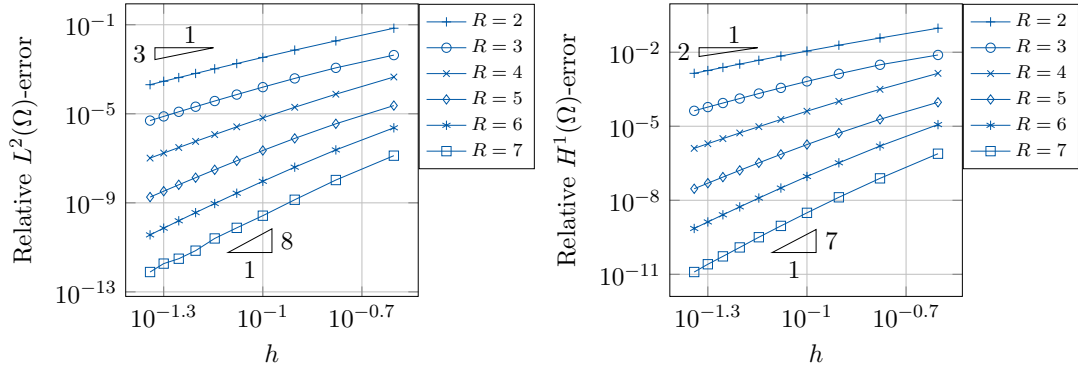 Relative L²(Ω)-error
10⁻¹
10⁻⁵
10⁻⁹
10⁻¹³
3
1
8
1
10⁻¹·³
10⁻¹
10⁻⁰·⁷
h
R = 2
R = 3
R = 4
R = 5
R = 6
R = 7
Relative H¹(Ω)-error
10⁻²
10⁻⁵
10⁻⁸
10⁻¹¹
2
1
7
1
10⁻¹·³
10⁻¹
10⁻⁰·⁷
h
R = 2
R = 3
R = 4
R = 5
R = 6
R = 7